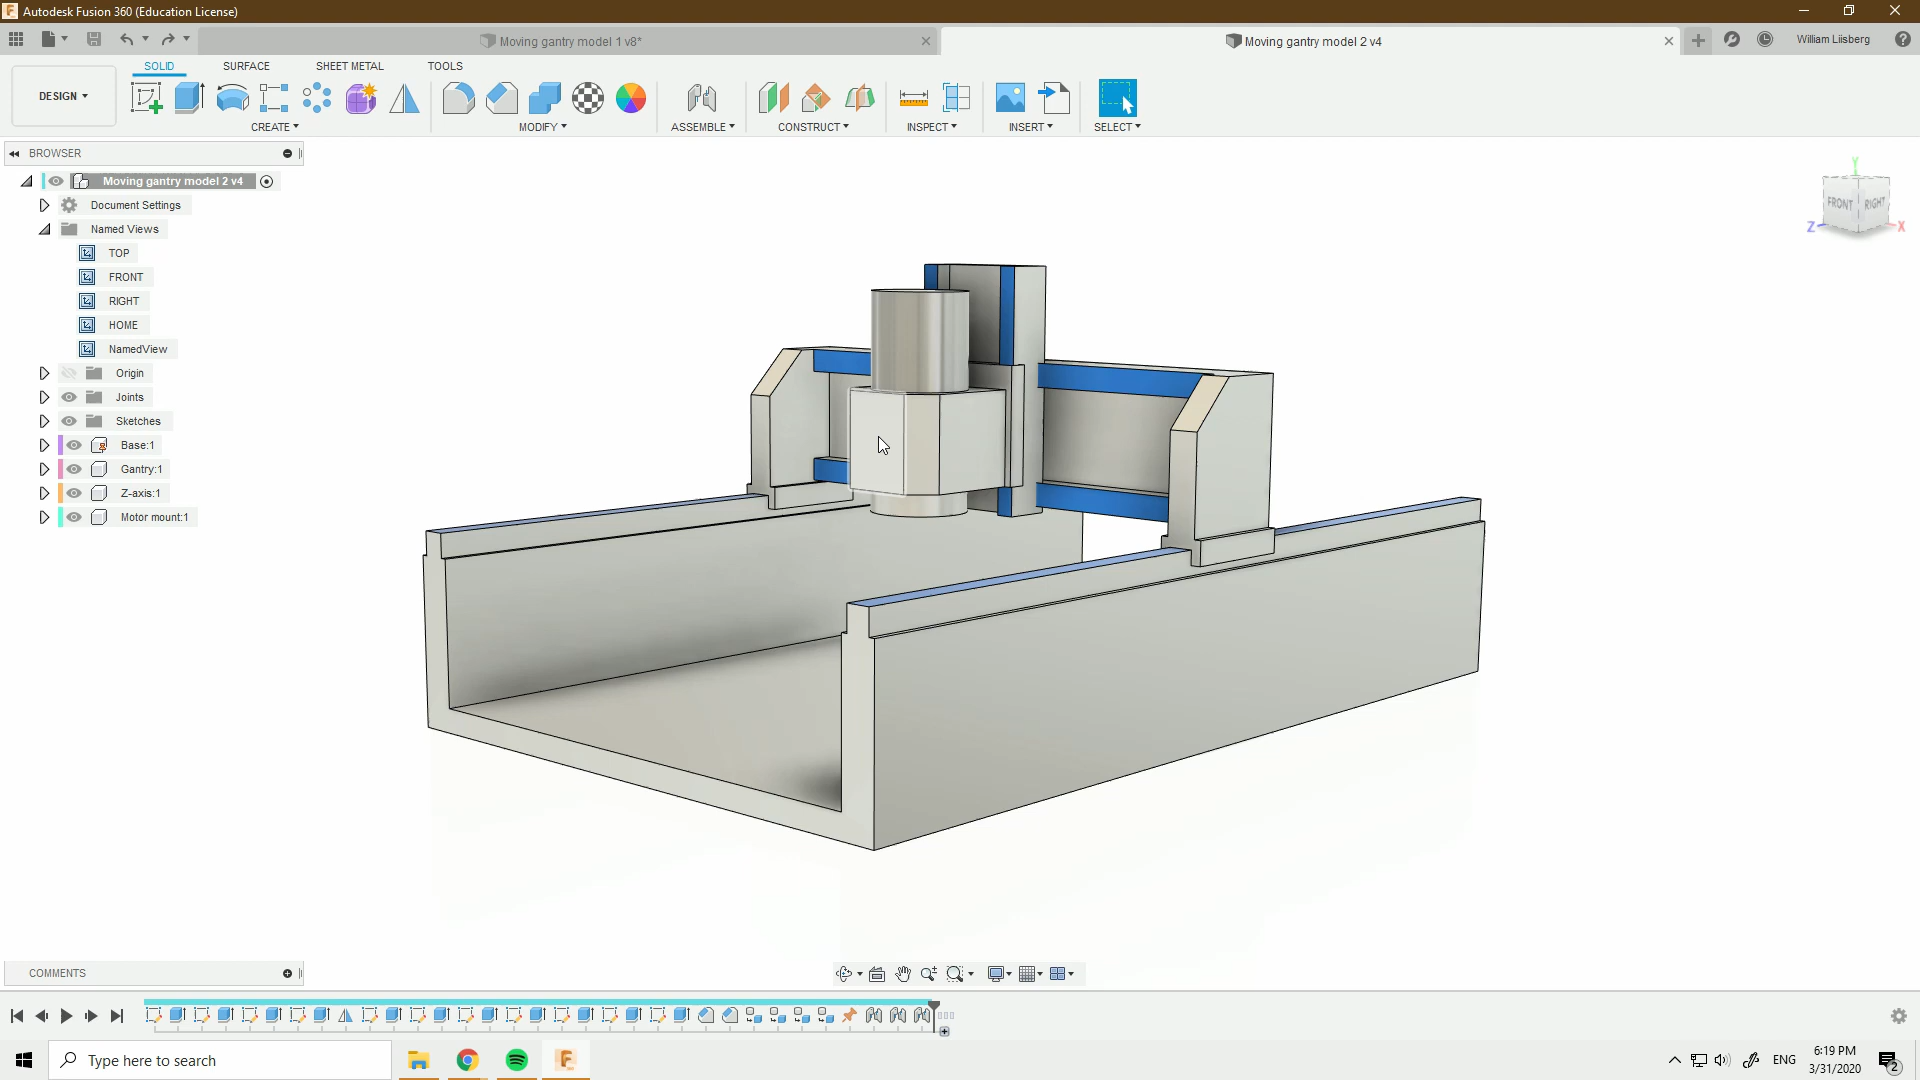 Autodesk Fusion 360 (Education License)
Moving gantry model 1 v8*
Moving gantry model 2 v4
William Liisberg
DESIGN
SOLID
SURFACE
SHEET METAL
TOOLS
CREATE
MODIFY
ASSEMBLE
CONSTRUCT
INSPECT
INSERT
SELECT
BROWSER
Moving gantry model 2 v4
Document Settings
Named Views
TOP
FRONT
RIGHT
HOME
NamedView
Origin
Joints
Sketches
Base:1
Gantry:1
Z-axis:1
Motor mount:1
Y
FRONT
RIGHT
Z
X
COMMENTS
Type here to search
ENG
6:19 PM
3/31/2020
2